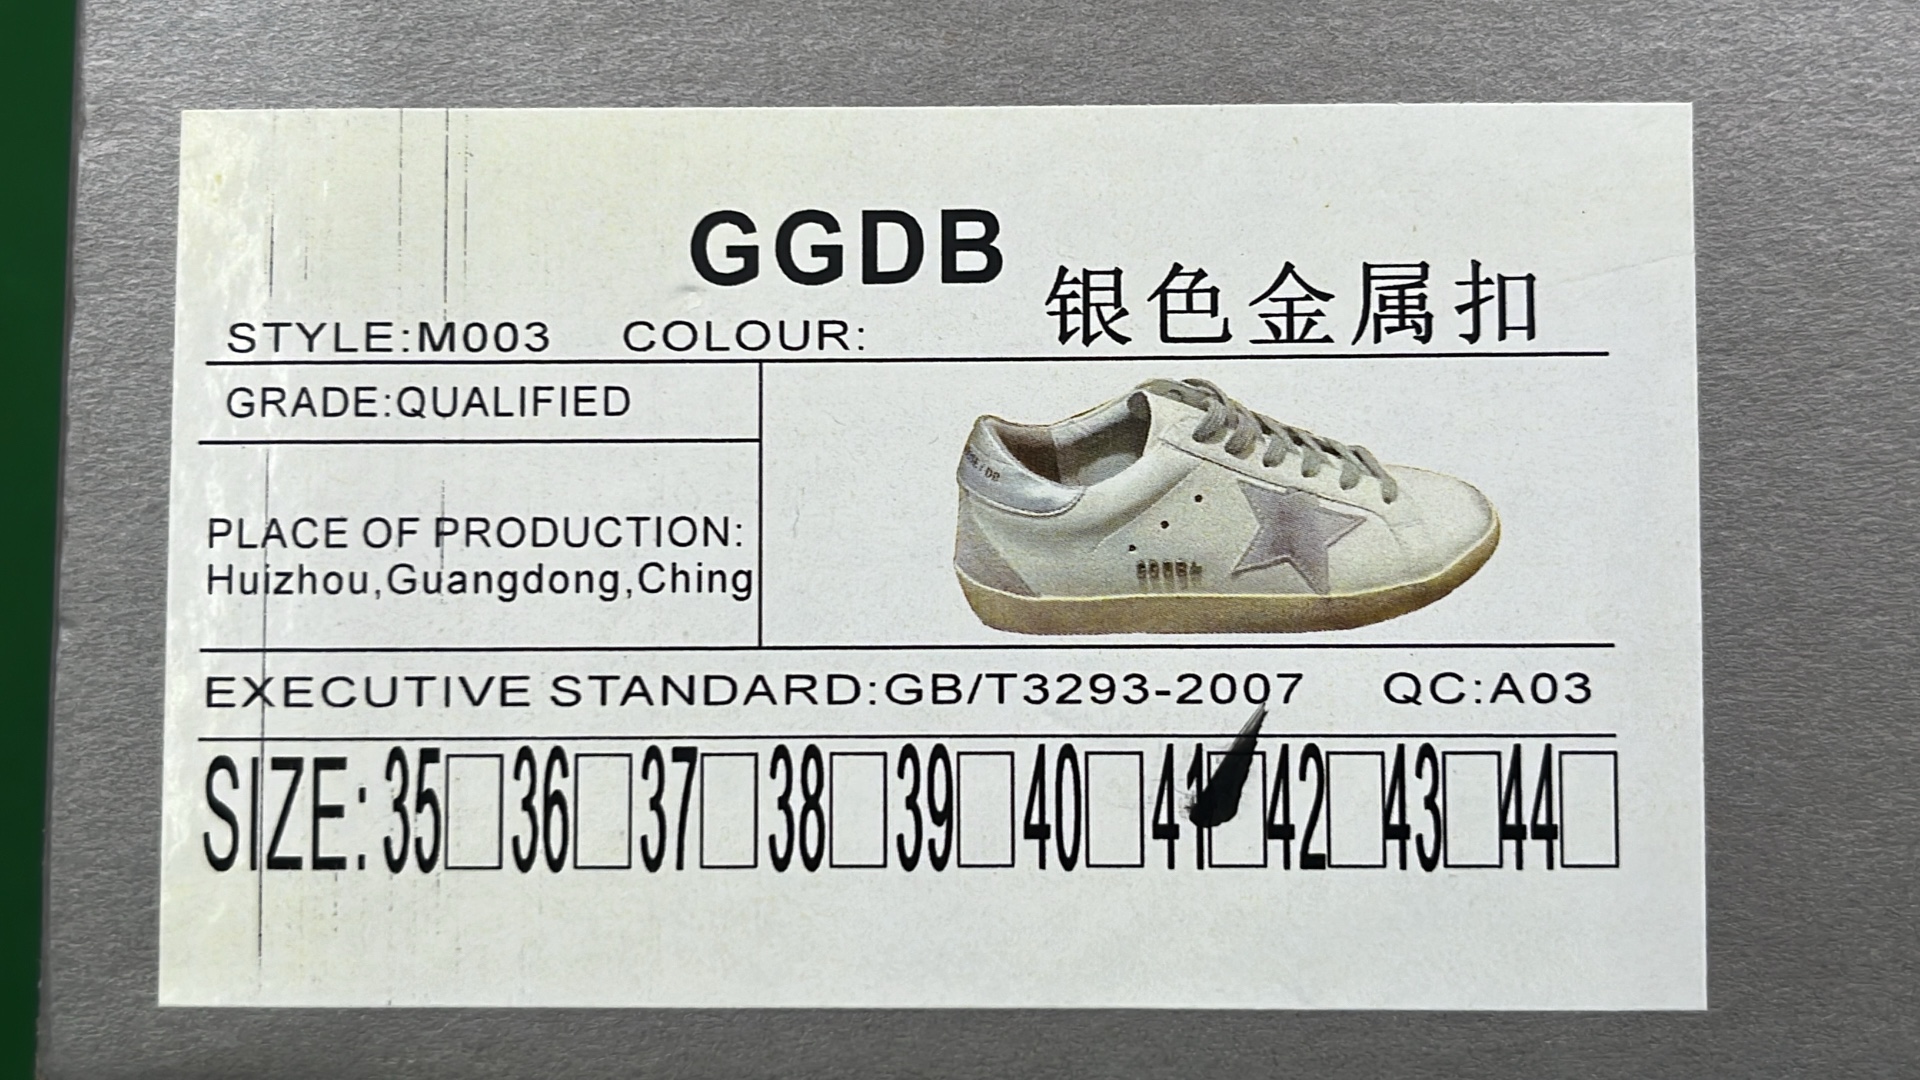 GGDB
STYLE:M003 COLOUR: 银色金属扣
GRADE:QUALIFIED
PLACE OF PRODUCTION:
Huizhou,Guangdong,Ching
EXECUTIVE STANDARD:GB/T3293-2007 QC:A03
SIZE: 35 36 37 38 39 40 41 42 43 44